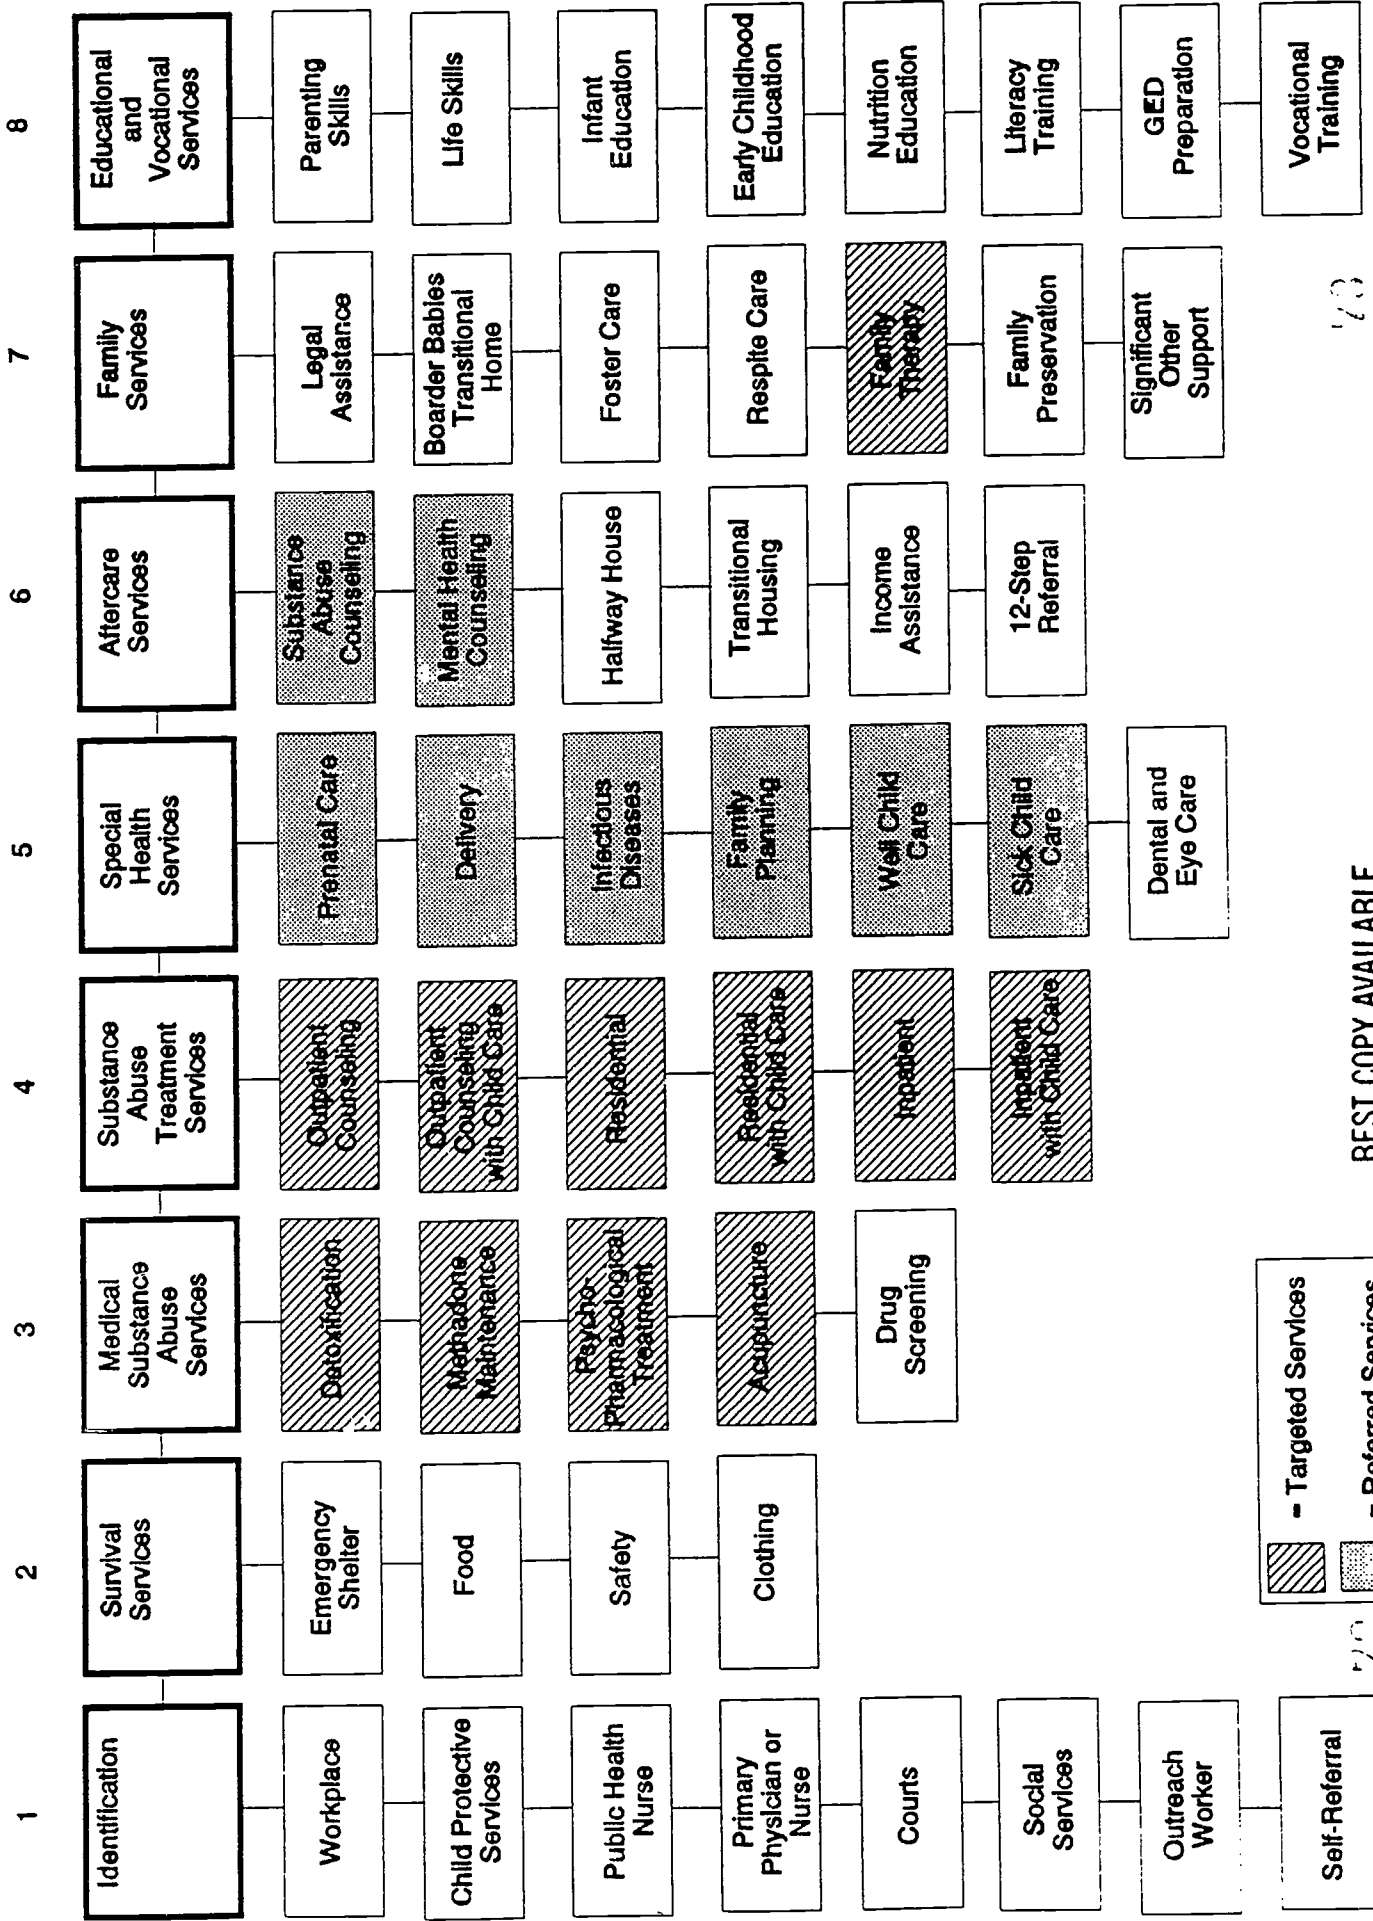 1
Identification
Workplace
Child Protective
Services
Public Health
Nurse
Primary
Physician or
Nurse
Courts
Social
Services
Outreach
Worker
Self-Referral
2
Survival
Services
Emergency
Shelter
Food
Safety
Clothing
3
Medical
Substance
Abuse
Services
Detoxification
Methadone
Maintenance
Psycho-
Pharmacological
Treatment
Acupuncture
Drug
Screening
4
Substance
Abuse
Treatment
Services
Outpatient
Counseling
Outpatient
Counseling
with Child Care
Residential
Residential
with Child Care
Inpatient
Inpatient
with Child Care
5
Special
Health
Services
Prenatal Care
Delivery
Infectious
Diseases
Family
Planning
Well Child
Care
Sick Child
Care
Dental and
Eye Care
6
Aftercare
Services
Substance
Abuse
Counseling
Mental Health
Counseling
Halfway House
Transitional
Housing
Income
Assistance
12-Step
Referral
7
Family
Services
Legal
Assistance
Boarder Babies
Transitional
Home
Foster Care
Respite Care
Family
Therapy
Family
Preservation
Significant
Other
Support
8
Educational
and
Vocational
Services
Parenting
Skills
Life Skills
Infant
Education
Early Childhood
Education
Nutrition
Education
Literacy
Training
GED
Preparation
Vocational
Training
- Targeted Services
- Referred Services
BEST COPY AVAILABLE